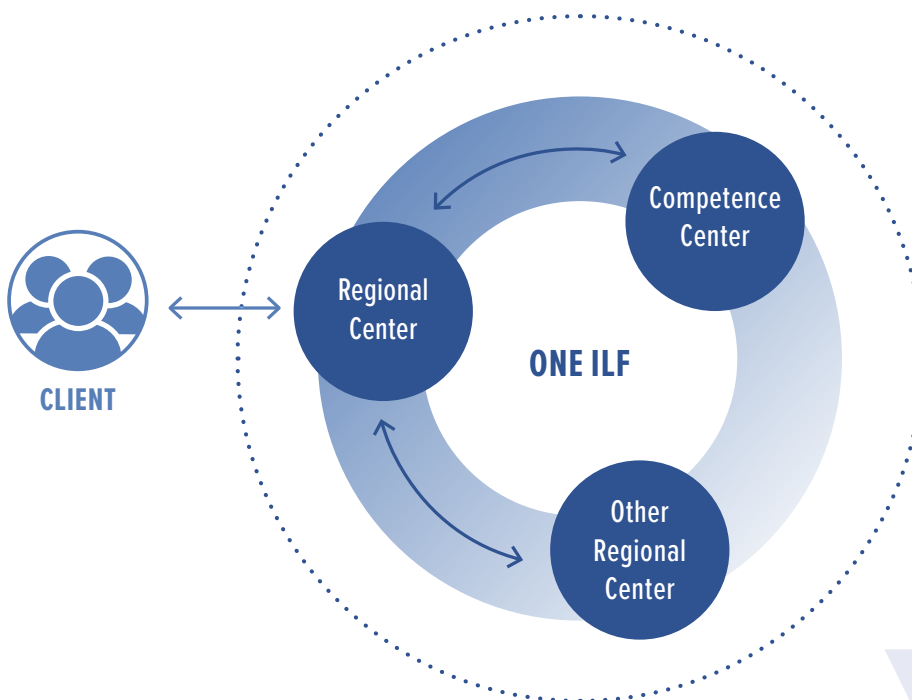 Competence
Center
Regional
Center
ONE ILF
CLIENT
Other
Regional
Center